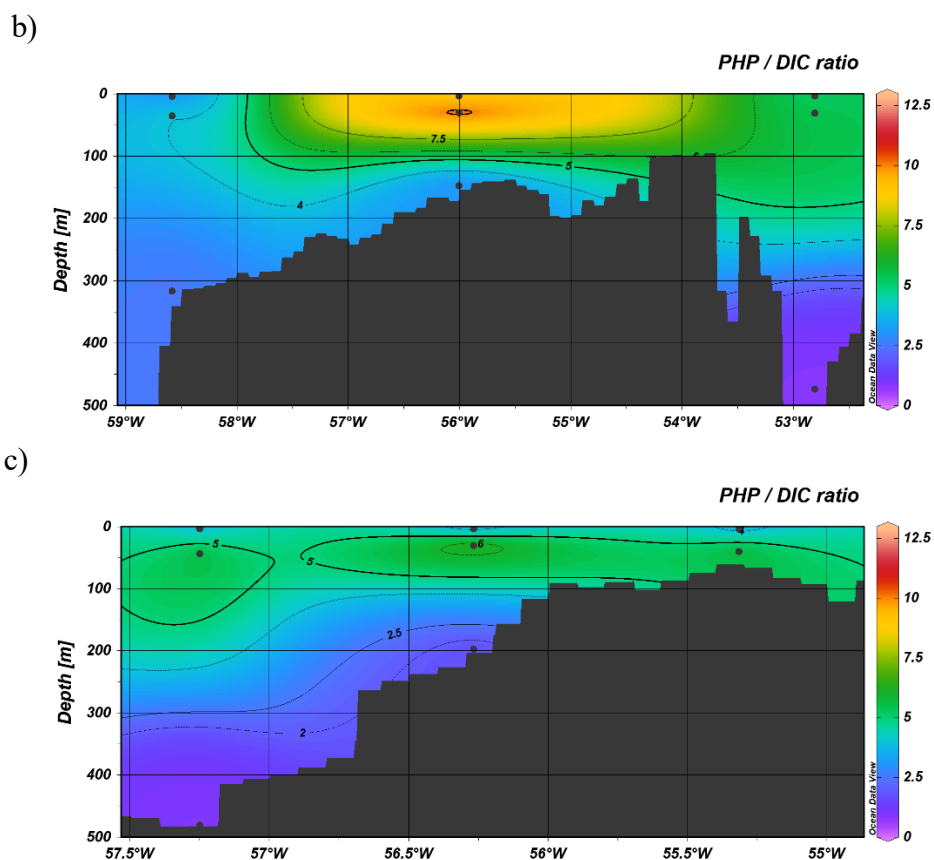 b)
PHP / DIC ratio
0
100
200
300
400
500
Depth [m]
7.5
5
4
59°W
58°W
57°W
56°W
55°W
54°W
53°W
Ocean Data View
12.5
10
7.5
5
2.5
0
c)
PHP / DIC ratio
0
100
200
300
400
500
Depth [m]
5
5
6
2.5
2
57.5°W
57°W
56.5°W
56°W
55.5°W
55°W
Ocean Data View
12.5
10
7.5
5
2.5
0